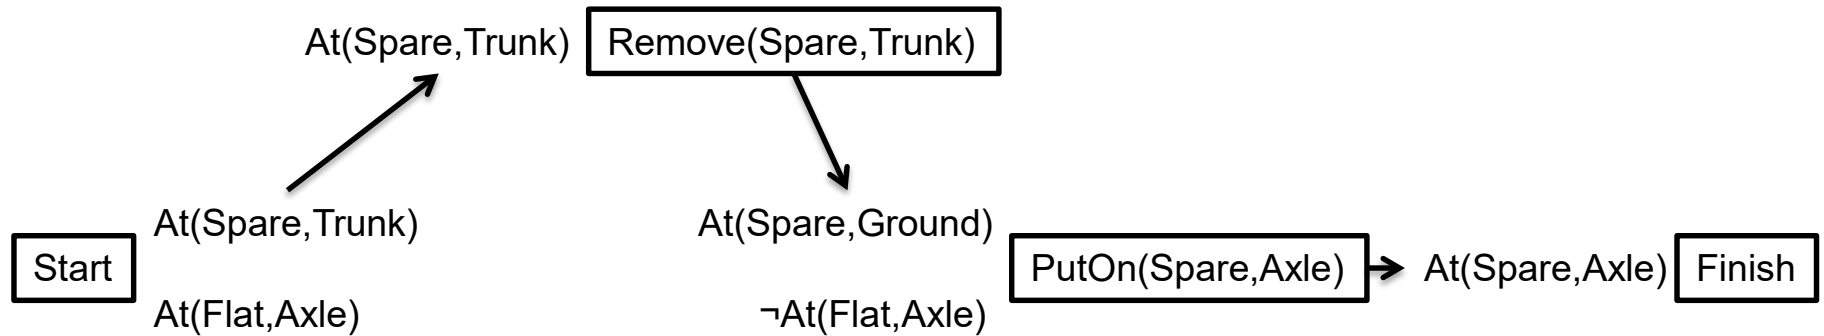 At(Spare,Trunk) Remove(Spare,Trunk)
At(Spare,Trunk) At(Spare,Ground)
Start PutOn(Spare,Axle) At(Spare,Axle) Finish
At(Flat,Axle) ¬At(Flat,Axle)